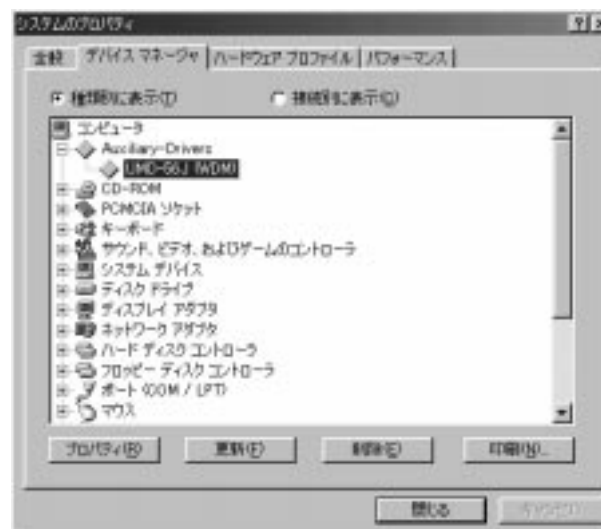 システムのプロパティ
全般 デバイス マネージャ ハードウェア プロファイル パフォーマンス
種類別に表示(T) 接続別に表示(C)
コンピュータ
Auxiliary-Drivers
UMD-56J (WDM)
CD-ROM
PCMCIA ソケット
キーボード
サウンド、ビデオ、およびゲームのコントローラ
システム デバイス
ディスク ドライブ
ディスプレイ アダプタ
ネットワーク アダプタ
ハード ディスク コントローラ
フロッピー ディスク コントローラ
ポート (COM / LPT)
マウス
プロパティ(R) 更新(F) 削除(E) 印刷(N)...
閉じる キャンセル